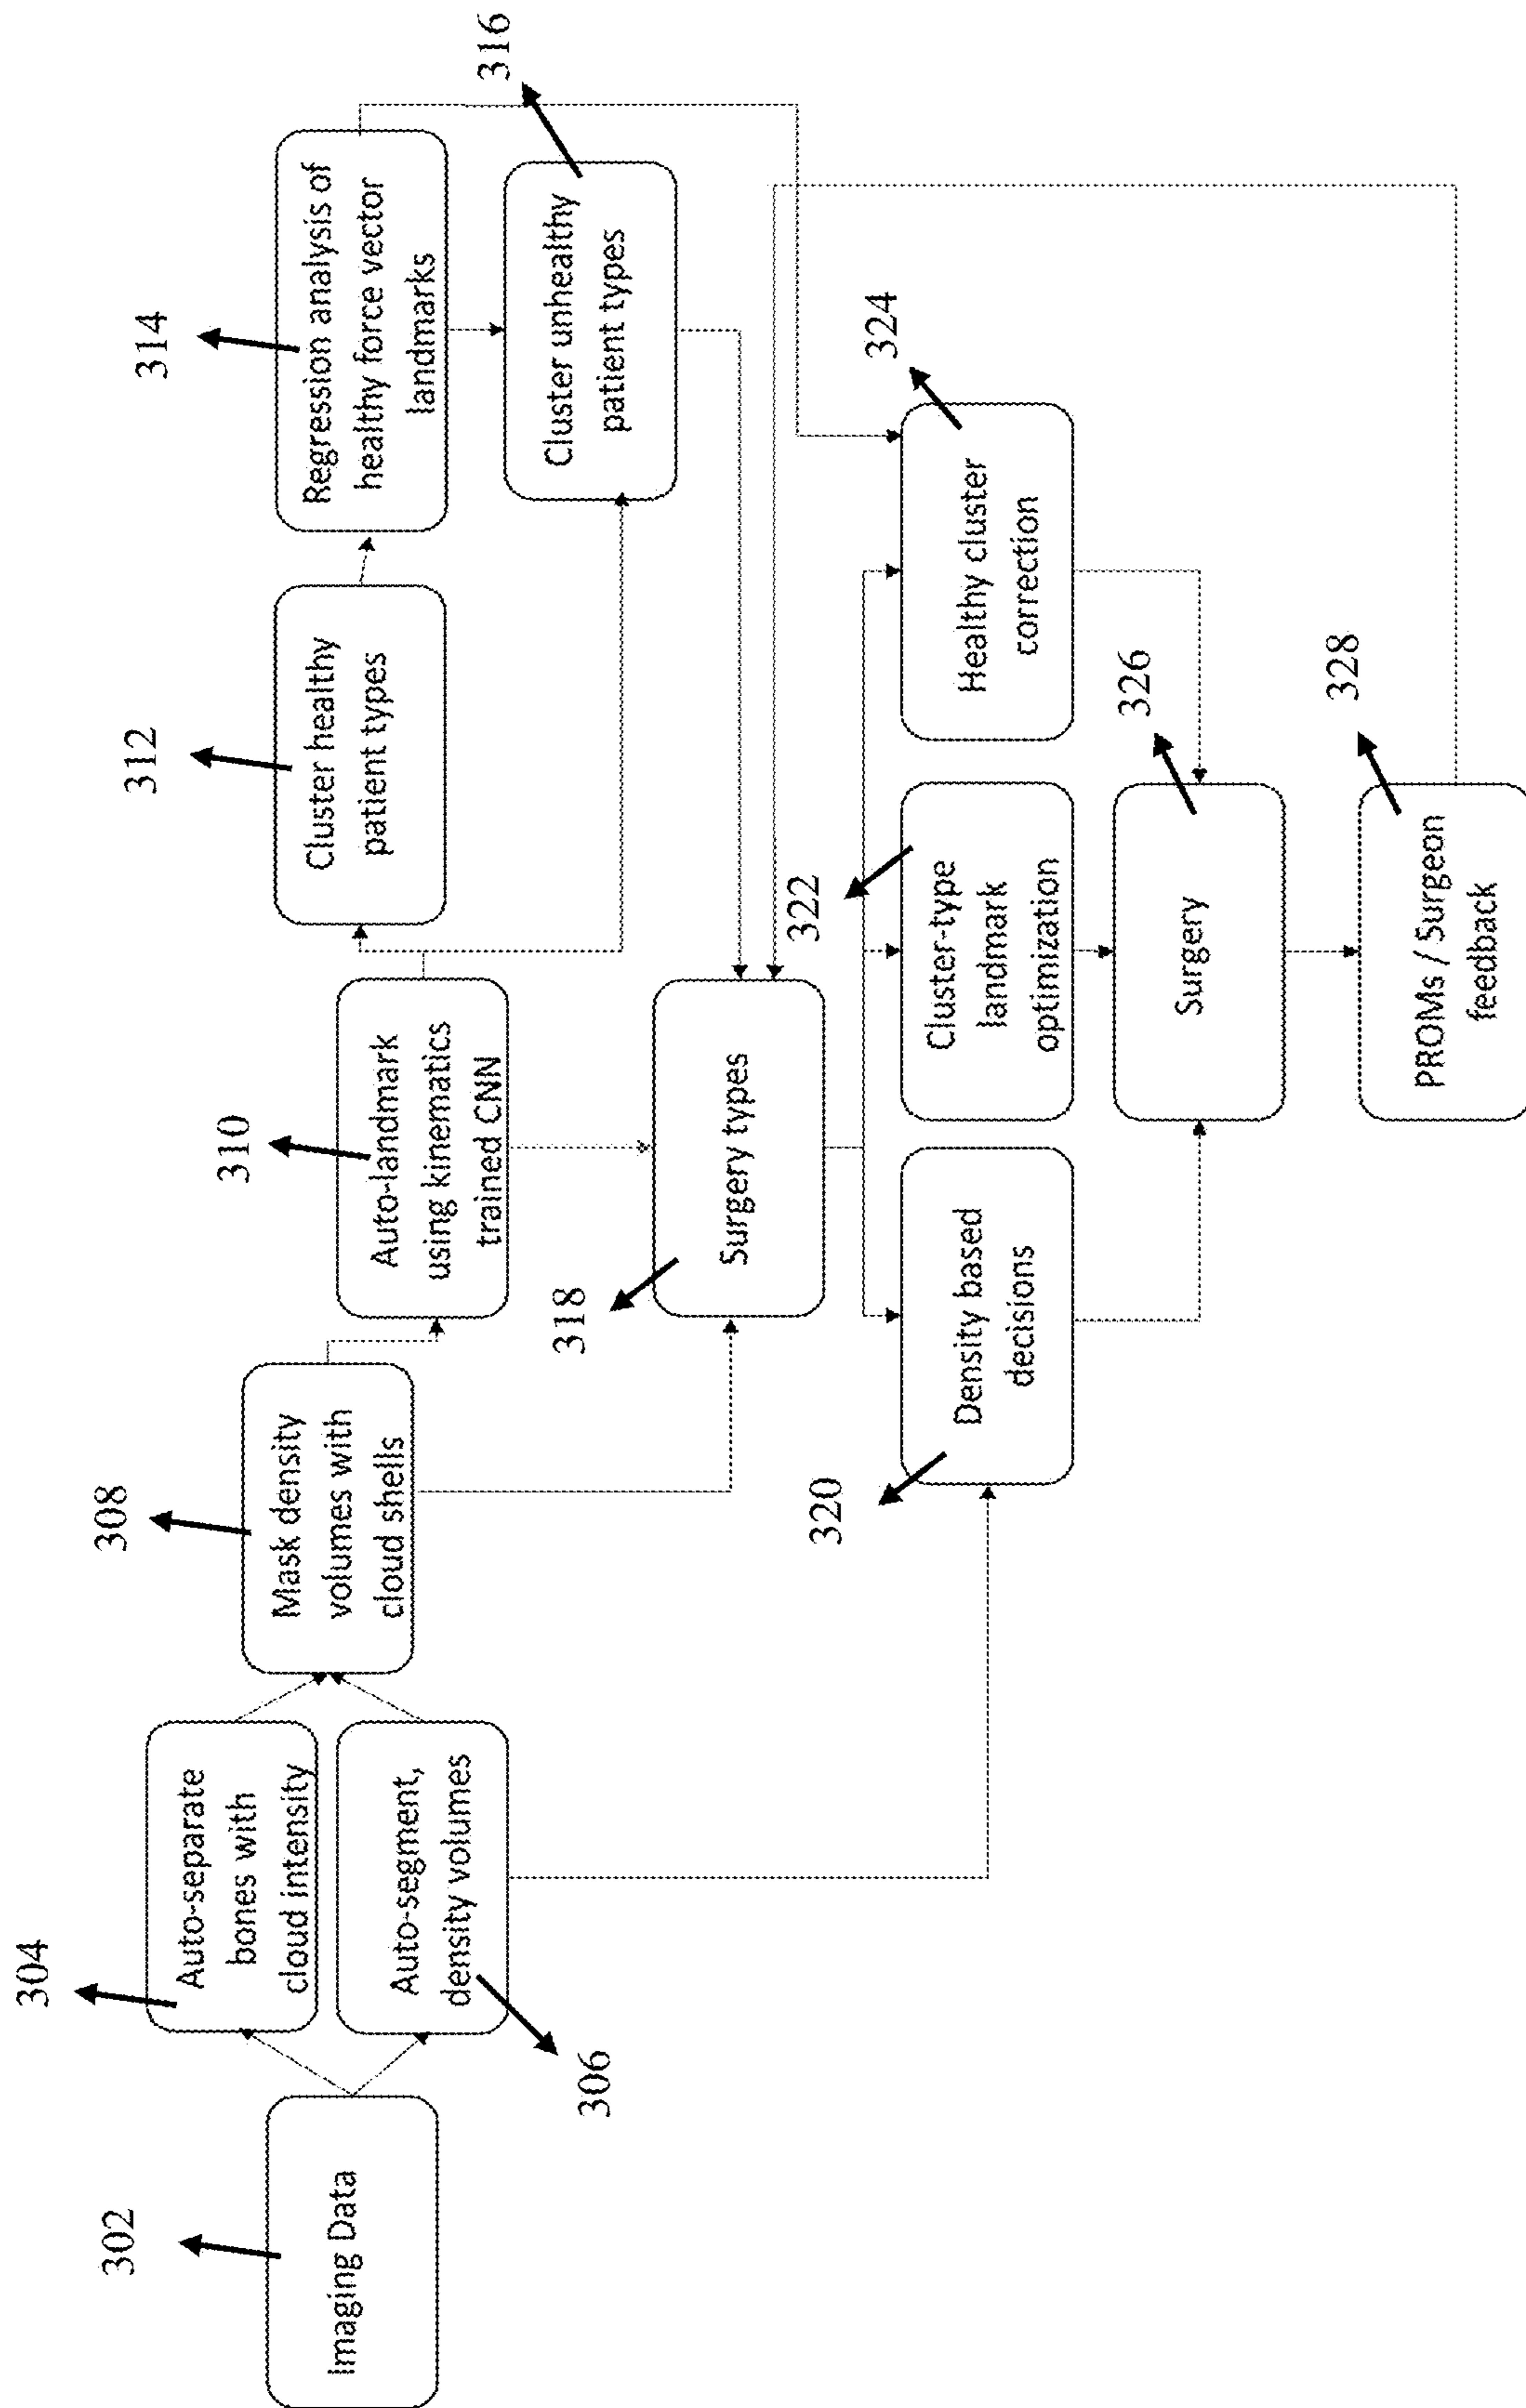 302
Imaging Data
304
Auto-separate
bones with
cloud intensity
Auto-segment,
density volumes
306
308
Mask density
volumes with
cloud shells
310
Auto-landmark
using kinematics
trained CNN
312
Cluster healthy
patient types
314
Regression analysis of
healthy force vector
landmarks
316
Cluster unhealthy
patient types
318
Surgery types
320
Density based
decisions
322
Cluster-type
landmark
optimization
324
Healthy cluster
correction
326
Surgery
328
PROMs / Surgeon
feedback